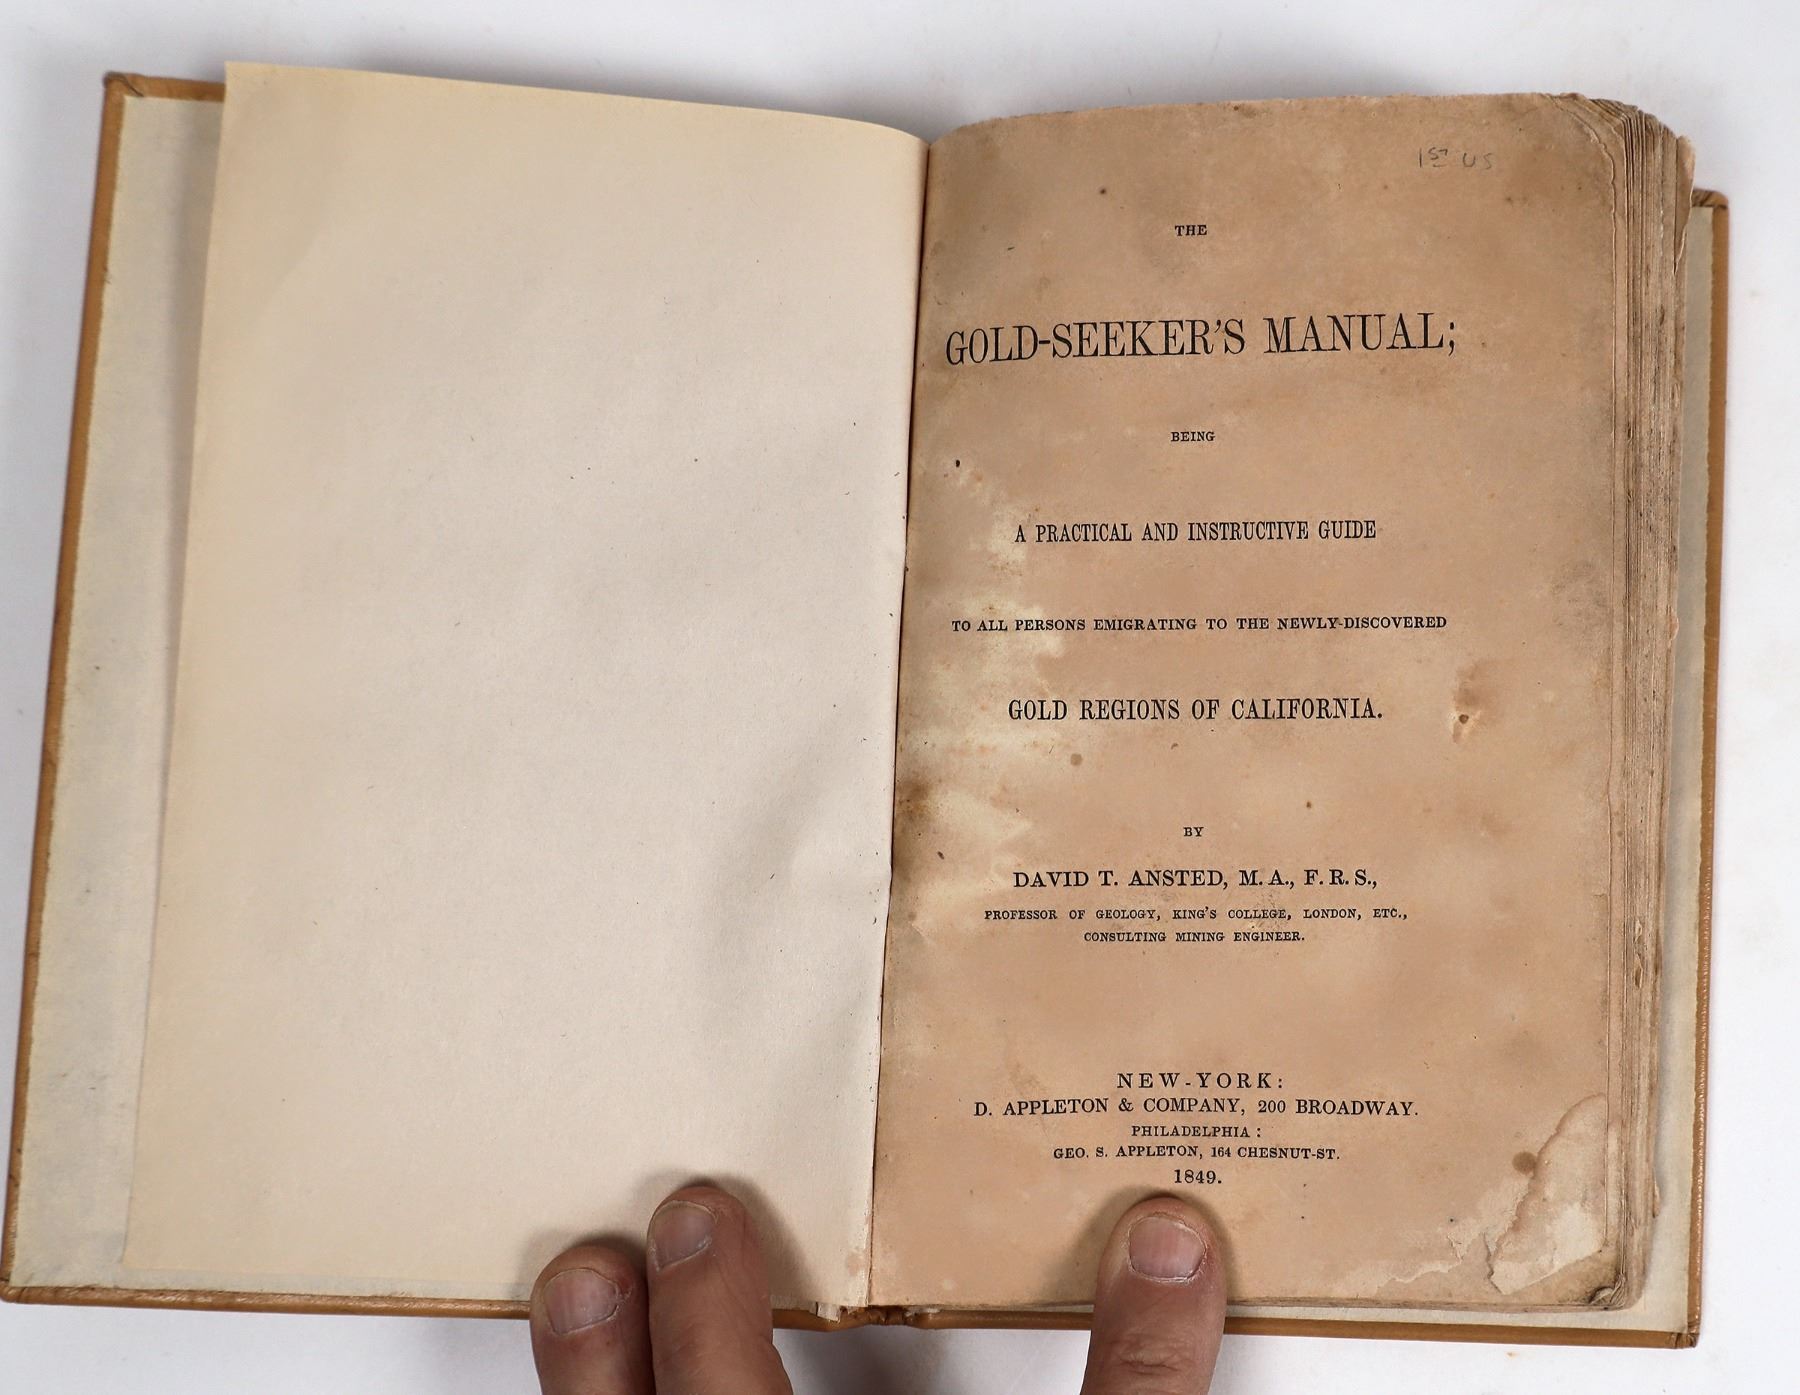 1st US
THE
GOLD-SEEKER'S MANUAL;
BEING
A PRACTICAL AND INSTRUCTIVE GUIDE
TO ALL PERSONS EMIGRATING TO THE NEWLY-DISCOVERED
GOLD REGIONS OF CALIFORNIA.
BY
DAVID T. ANSTED, M. A., F. R. S.,
PROFESSOR OF GEOLOGY, KING'S COLLEGE, LONDON, ETC.,
CONSULTING MINING ENGINEER.
NEW-YORK:
D. APPLETON & COMPANY, 200 BROADWAY.
PHILADELPHIA:
GEO. S. APPLETON, 164 CHESNUT-ST.
1849.